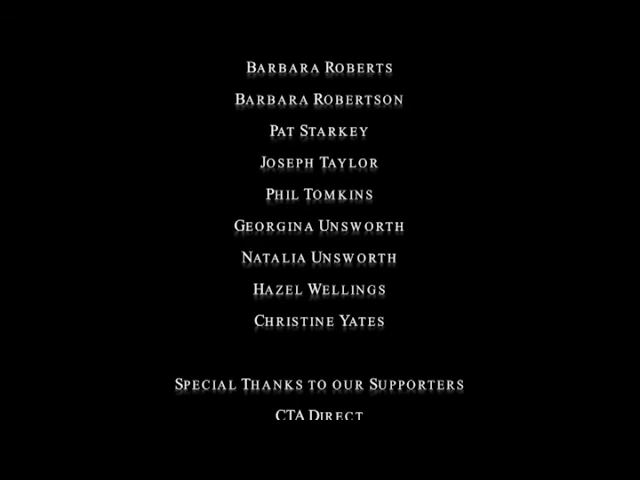 Barbara Roberts
Barbara Robertson
Pat Starkey
Joseph Taylor
Phil Tomkins
Georgina Unsworth
Natalia Unsworth
Hazel Wellings
Christine Yates
Special Thanks to our Supporters
CTA Direct